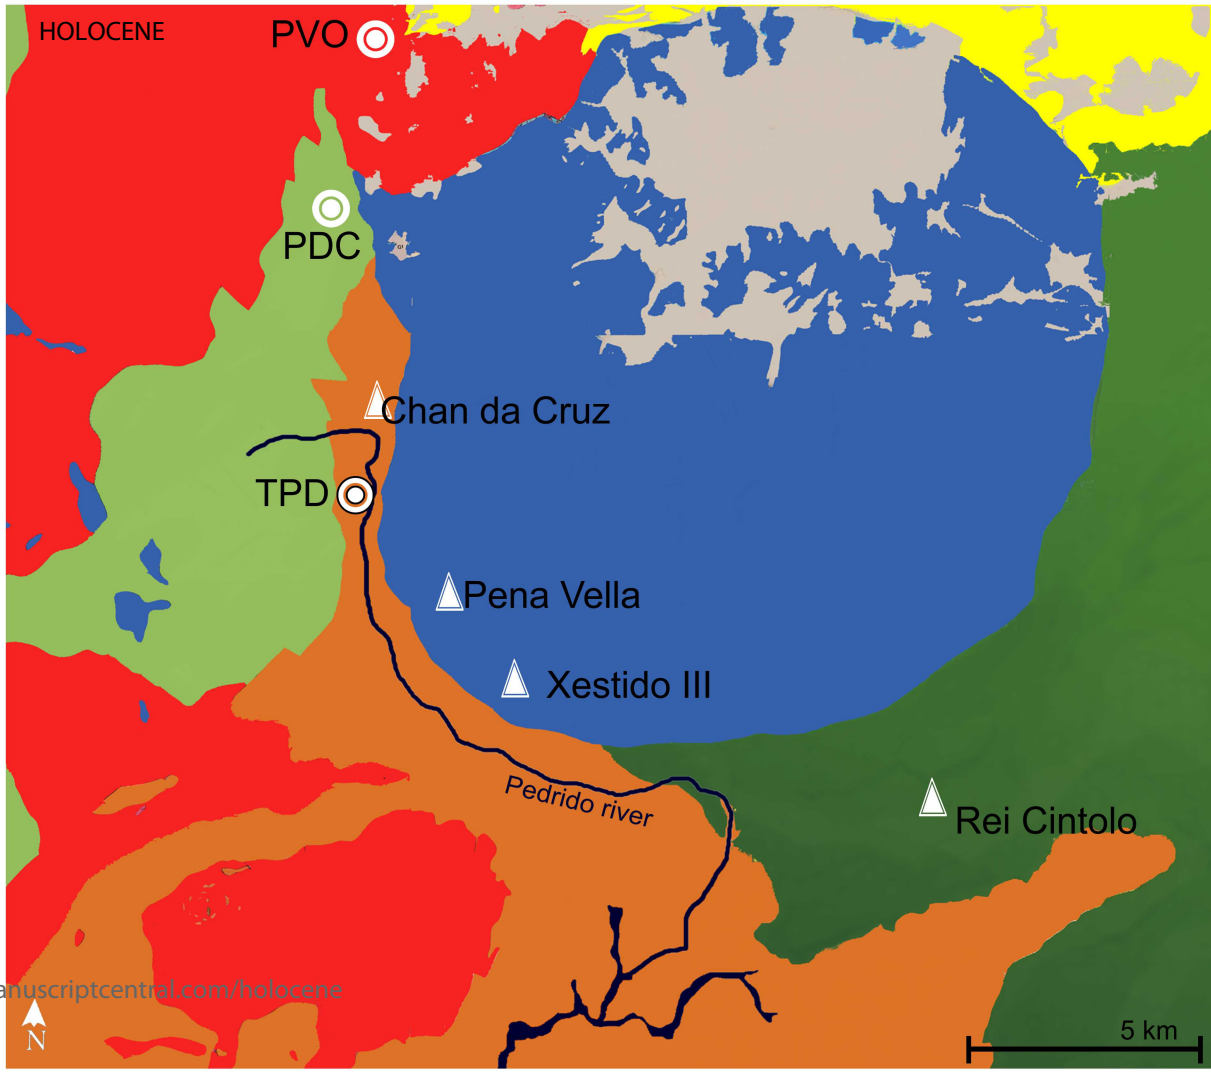 HOLOCENE
PVO
PDC
Chan da Cruz
TPD
Pena Vella
Xestido III
Pedrido river
Rei Cintolo
anuscriptcentral.com/holocene
N
5 km